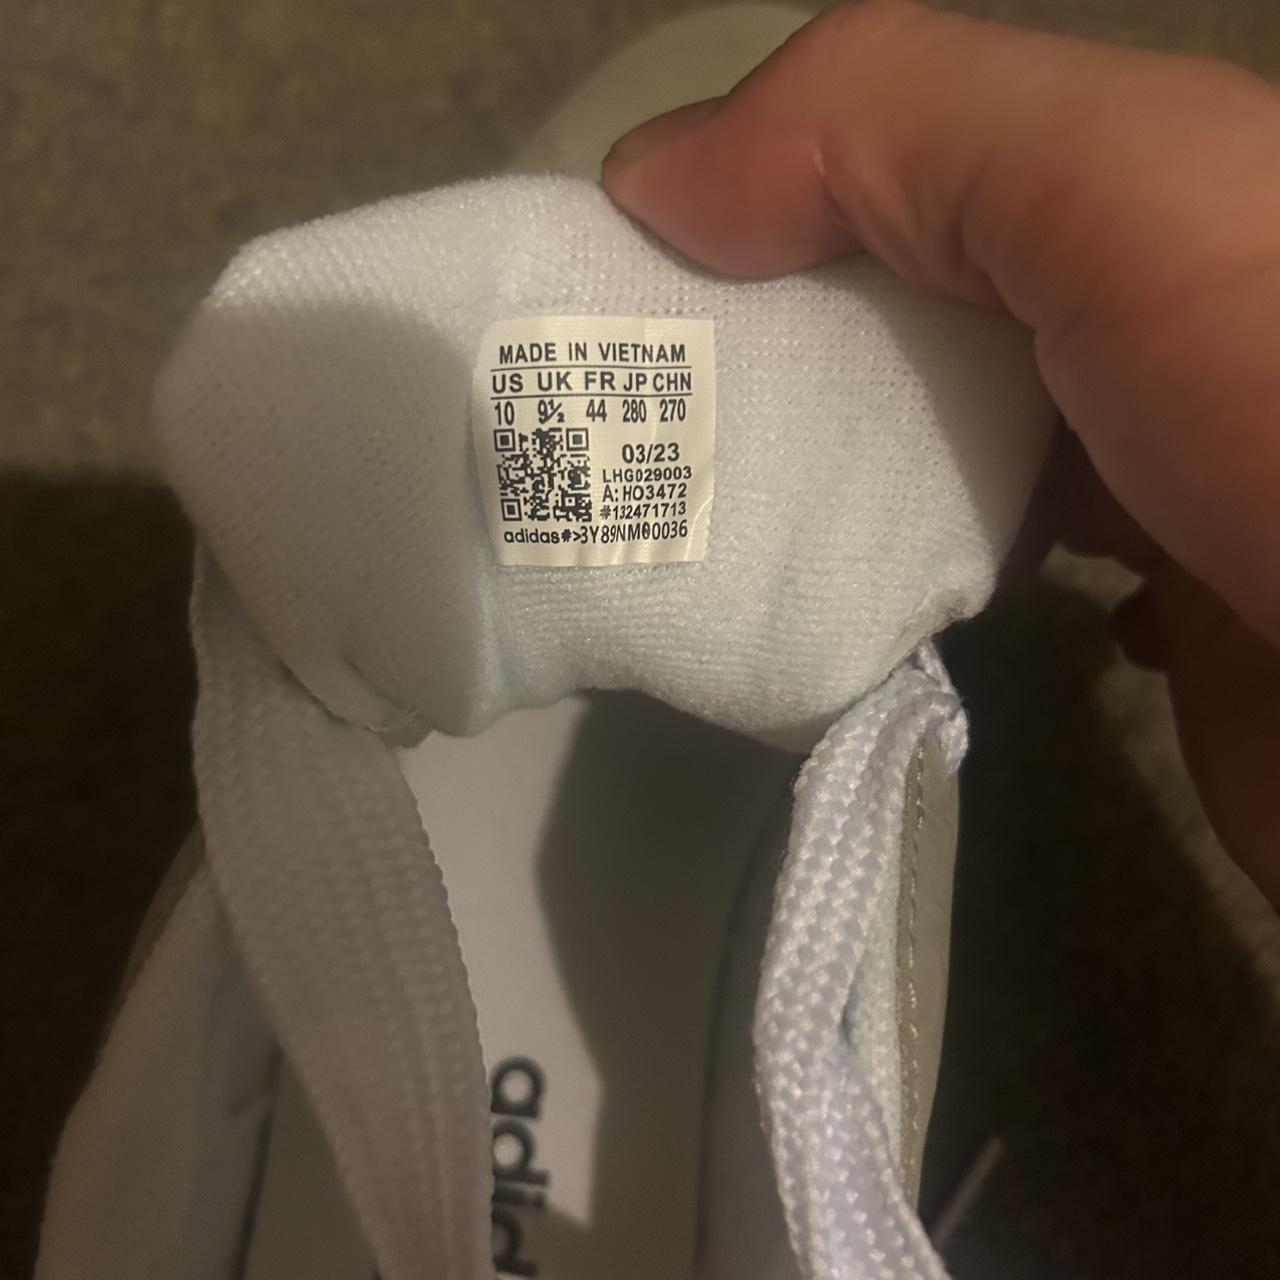 MADE IN VIETNAM
US UK FR JP CHN
10 9½ 44 280 270
03/23
LHG029003
A: HO3472
#132471713
adidas#>3Y89NM00036
adid